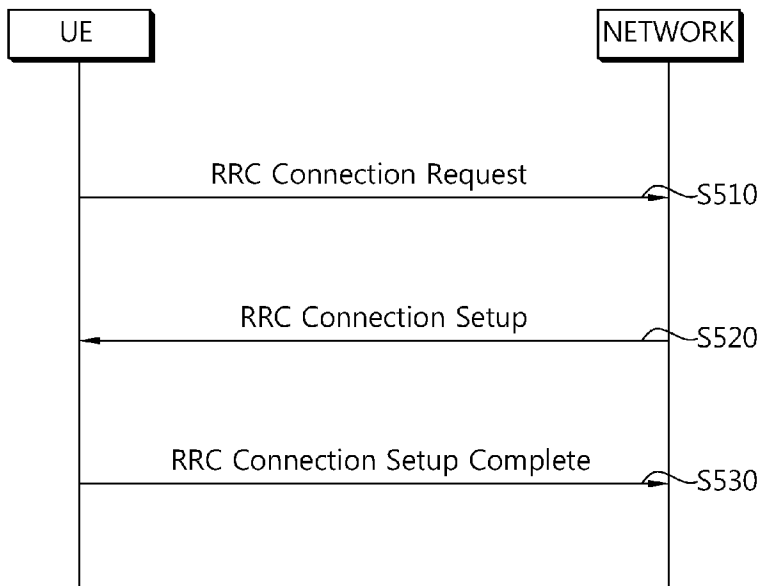 UE
NETWORK
RRC Connection Request
S510
RRC Connection Setup
S520
RRC Connection Setup Complete
S530